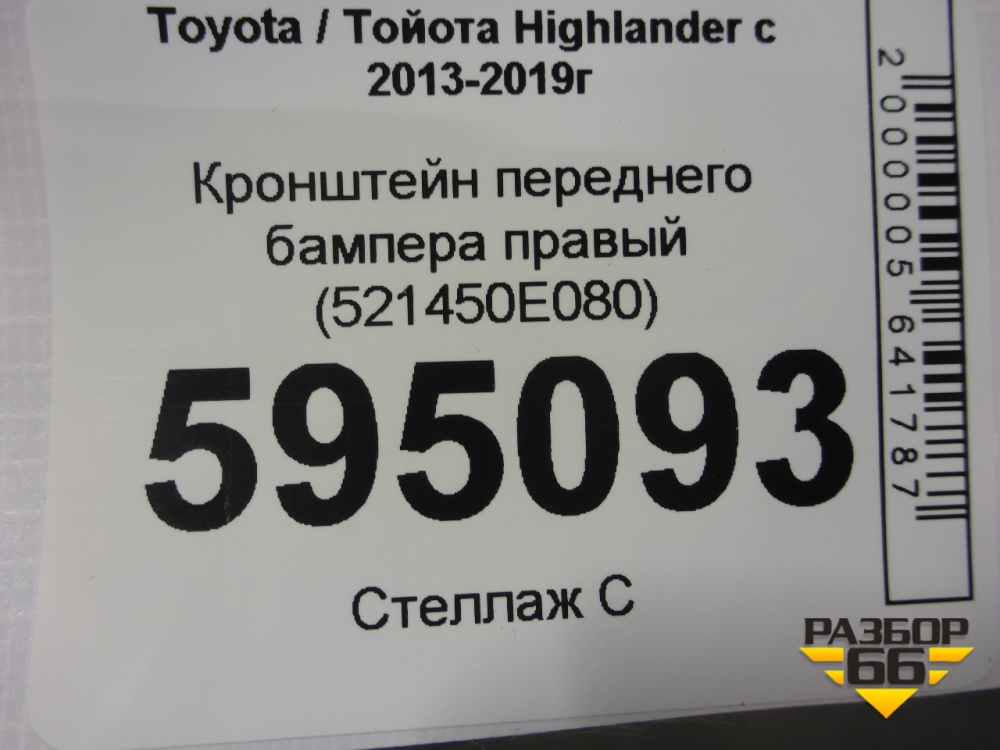 Toyota / Тойота Highlander с
2013-2019г
Кронштейн переднего
бампера правый
(521450E080)
595093
Стеллаж С
2000005641787
РАЗБОР
66